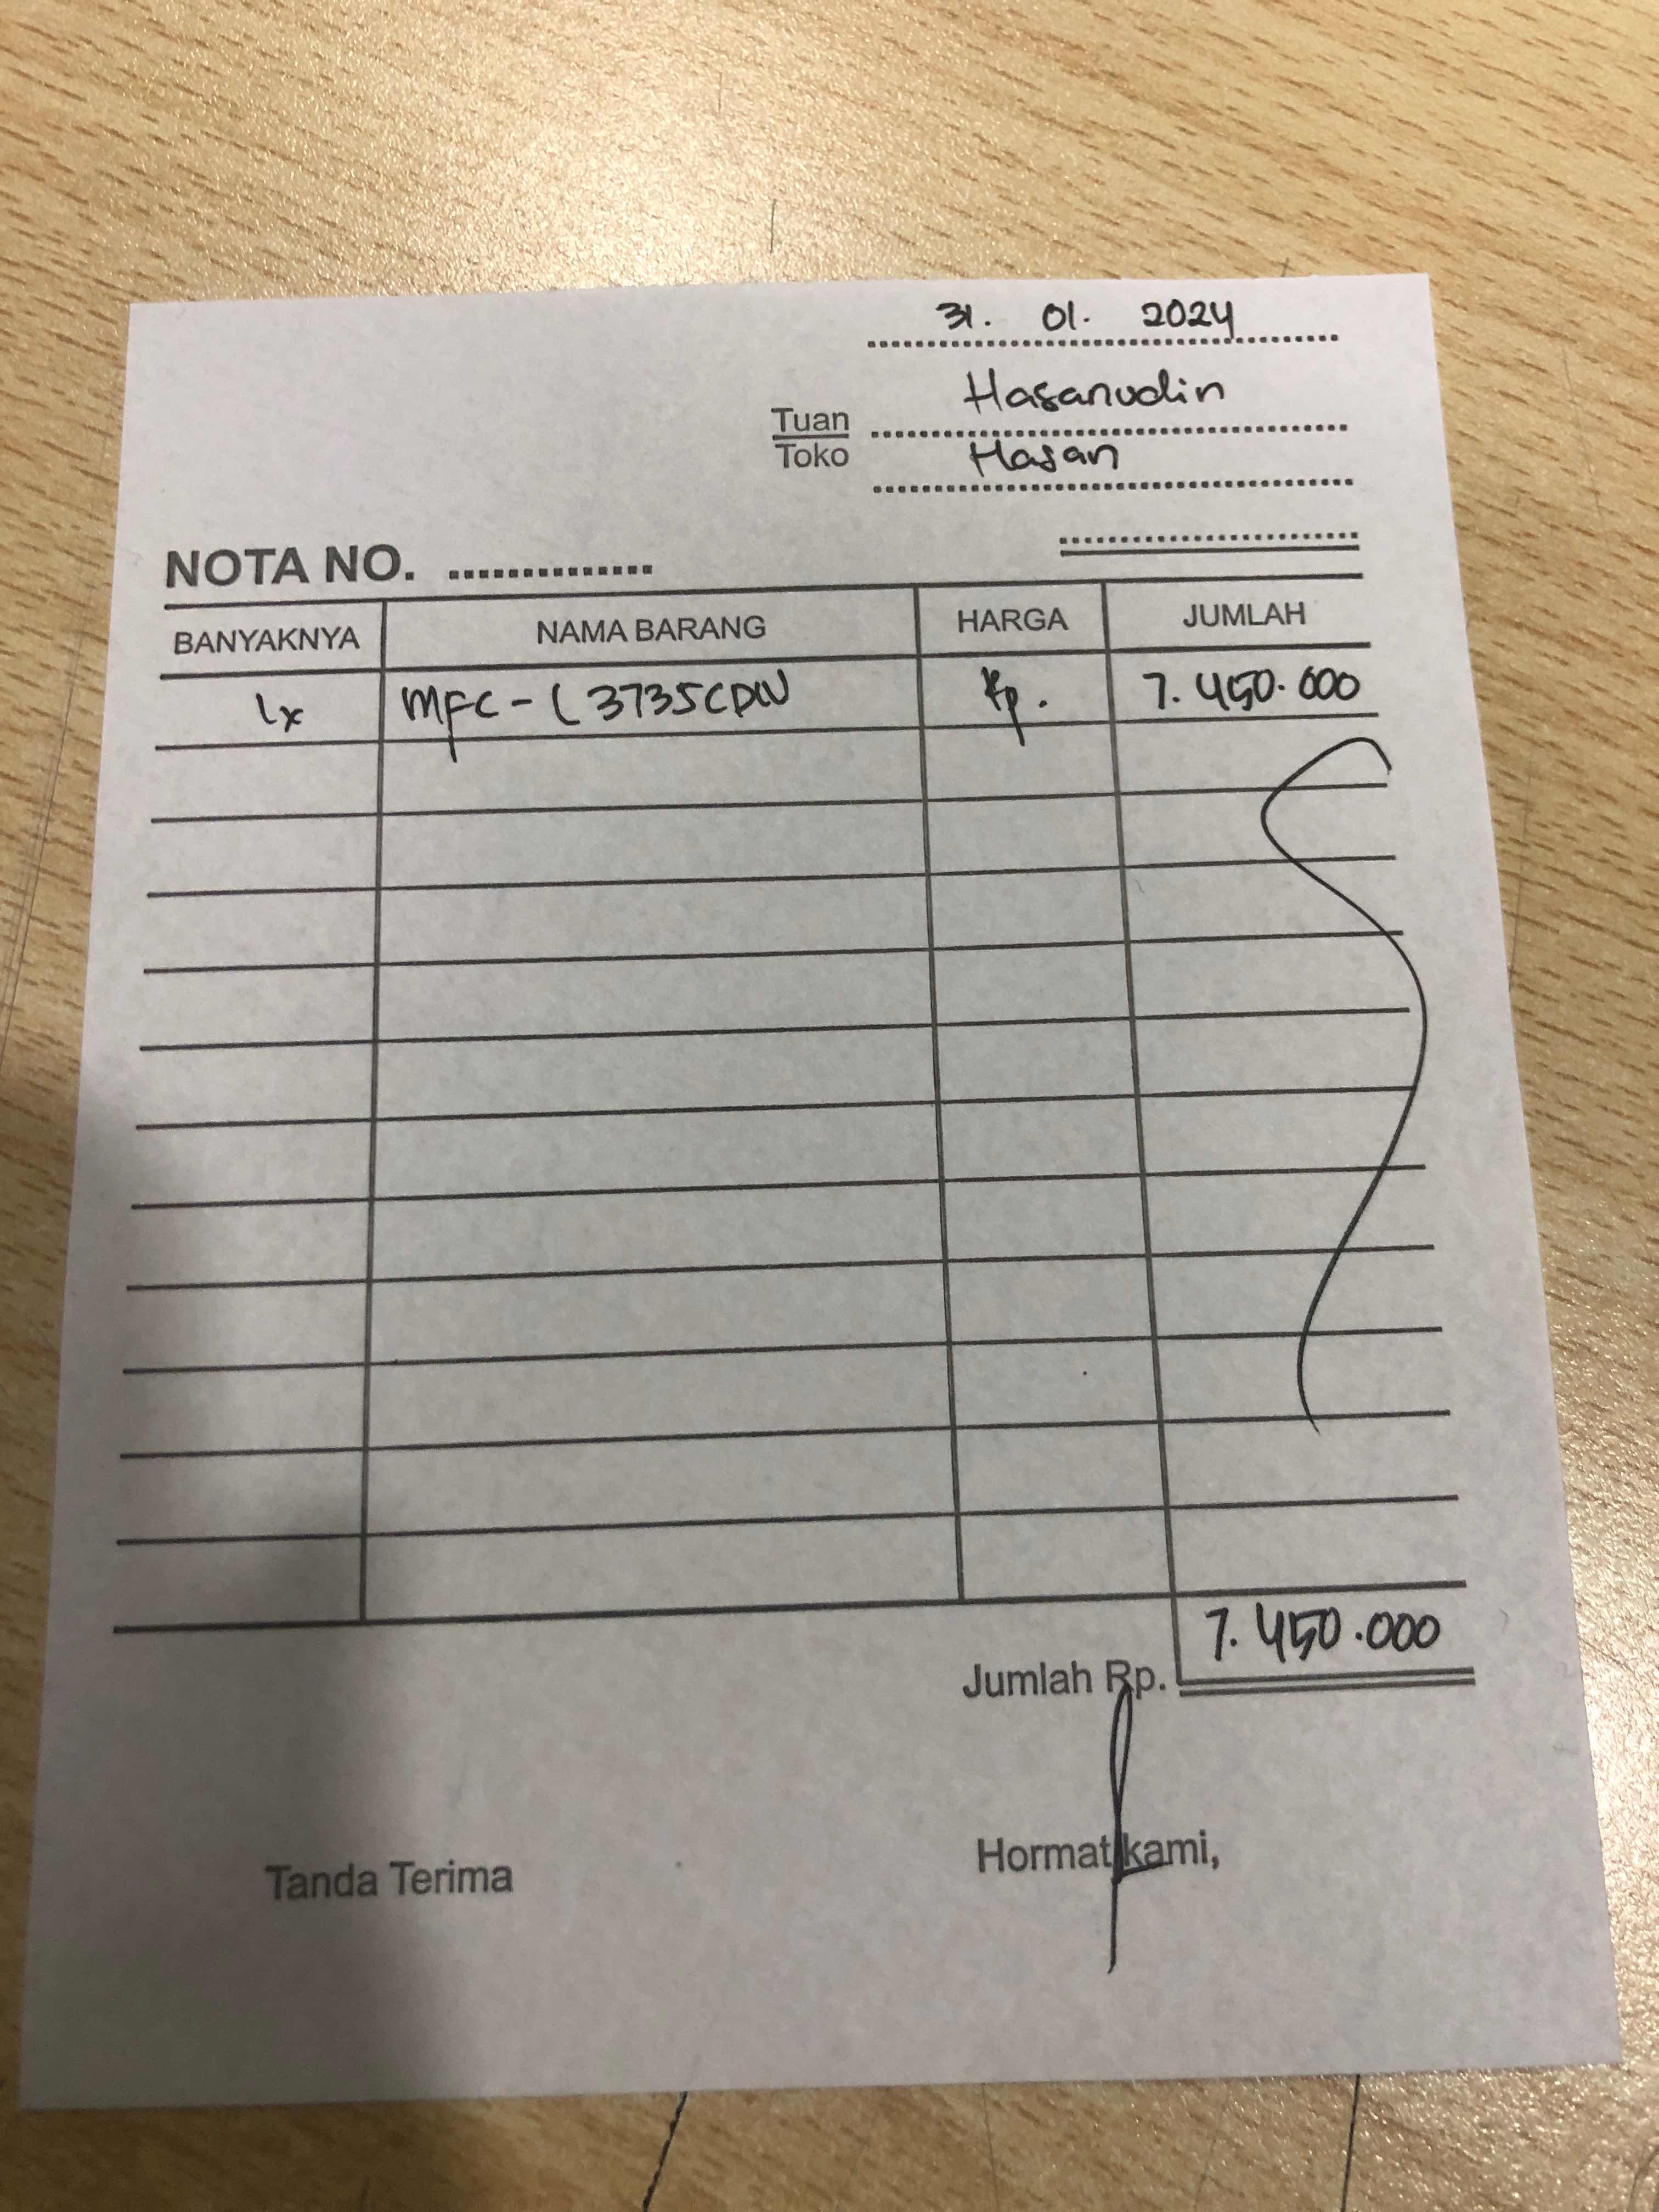 31. 01. 2024
Tuan Hasanudin
Toko Hasan
NOTA NO. ...............
BANYAKNYA NAMA BARANG HARGA JUMLAH
1x MFC-L3735CDW Rp. 7.450.000
Jumlah Rp. 7.450.000
Tanda Terima Hormat kami,